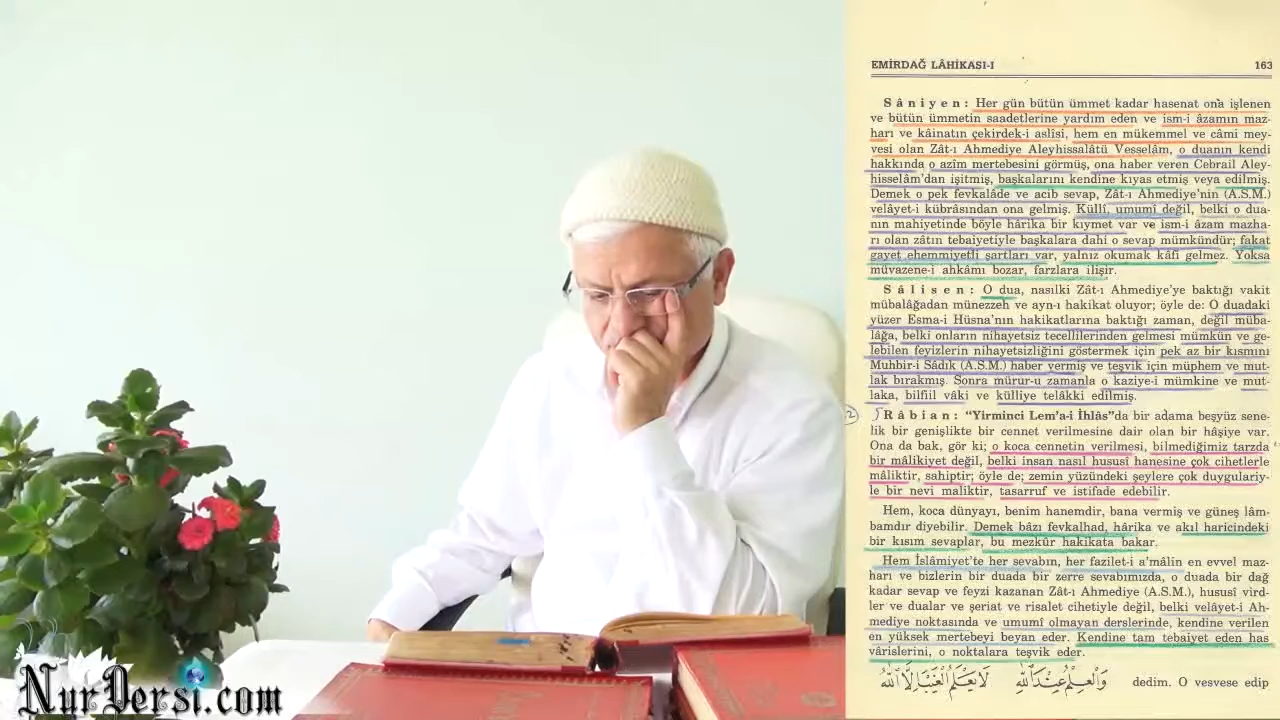 EMİRDAĞ LÂHİKASI-I 163
Sâniyen: Her gün bütün ümmet kadar hasenat ona işlenen
ve bütün ümmetin saadetlerine yardım eden ve ism-i âzamın maz-
harı ve kâinatın çekirdek-i aslîsi, hem en mükemmel ve câmi mey-
vesi olan Zât-ı Ahmediye Aleyhissalâtü Vesselâm, o duanın kendi
hakkında o azîm mertebesini görmüş, ona haber veren Cebrail Aley-
hisselâm'dan işitmiş, başkalarını kendine kıyas etmiş veya edilmiş.
Demek o pek fevkalâde ve acib sevap, Zât-ı Ahmediye'nin (A.S.M.)
velâyet-i kübrâsından ona gelmiş. Küllî, umumî değil, belki o dua-
nın mahiyetinde böyle hârika bir kıymet var ve ism-i âzam mazha-
rı olan zâtın tebaiyetiyle başkalara dahi o sevap mümkündür; fakat
gayet ehemmiyetli şartları var, yalnız okumak kâfi gelmez. Yoksa
müvazene-i ahkâmı bozar, farzlara ilişir.
Sâlisen: O dua, nasılki Zât-ı Ahmediye'ye baktığı vakit
mübalâğadan münezzeh ve ayn-ı hakikat oluyor; öyle de: O duadaki
yüzer Esma-i Hüsna'nın hakikatlarına baktığı zaman, değil müba-
lâğa, belki onların nihayetsiz tecellilerinden gelmesi mümkün ve ge-
lebilen feyizlerin nihayetsizliğini göstermek için pek az bir kısmını
Muhbir-i Sâdık (A.S.M.) haber vermiş ve teşvik için müphem ve mut-
lak bırakmış. Sonra mürur-u zamanla o kaziye-i mümkine ve mut-
laka, bilfiil vâki ve külliye telâkki edilmiş.
2
Râbian: "Yirminci Lem'a-i İhlâs"da bir adama beşyüz sene-
lik bir genişlikte bir cennet verilmesine dair olan bir hâşiye var.
Ona da bak, gör ki; o koca cennetin verilmesi, bilmediğimiz tarzda
bir mâlikiyet değil, belki insan nasıl hususî hanesine çok cihetlerle
mâliktir, sahiptir; öyle de; zemin yüzündeki şeylere çok duygulariy-
le bir nevi maliktir, tasarruf ve istifade edebilir.
Hem, koca dünyayı, benim hanemdir, bana vermiş ve güneş lâm-
bamdır diyebilir. Demek bâzı fevkalhad, hârika ve akıl haricindeki
bir kısım sevaplar, bu mezkûr hakikata bakar.
Hem İslâmiyet'te her sevabın, her fazilet-i a'mâlin en evvel maz-
harı ve bizlerin bir duada bir zerre sevabımızda, o duada bir dağ
kadar sevap ve feyzi kazanan Zât-ı Ahmediye (A.S.M.), hususî vird-
ler ve dualar ve şeriat ve risalet cihetiyle değil, belki velâyet-i Ah-
mediye noktasında ve umumî olmayan derslerinde, kendine verilen
en yüksek mertebeyi beyan eder. Kendine tam tebaiyet eden has
vârislerini, o noktalara teşvik eder.
لَا يَعْلَمُ الْغَيْبَ اِلَّا اللّٰهُ وَالْعِلْمُ عِنْدَ اللّٰهِ dedim. O vesvese edip
NurDersi.com